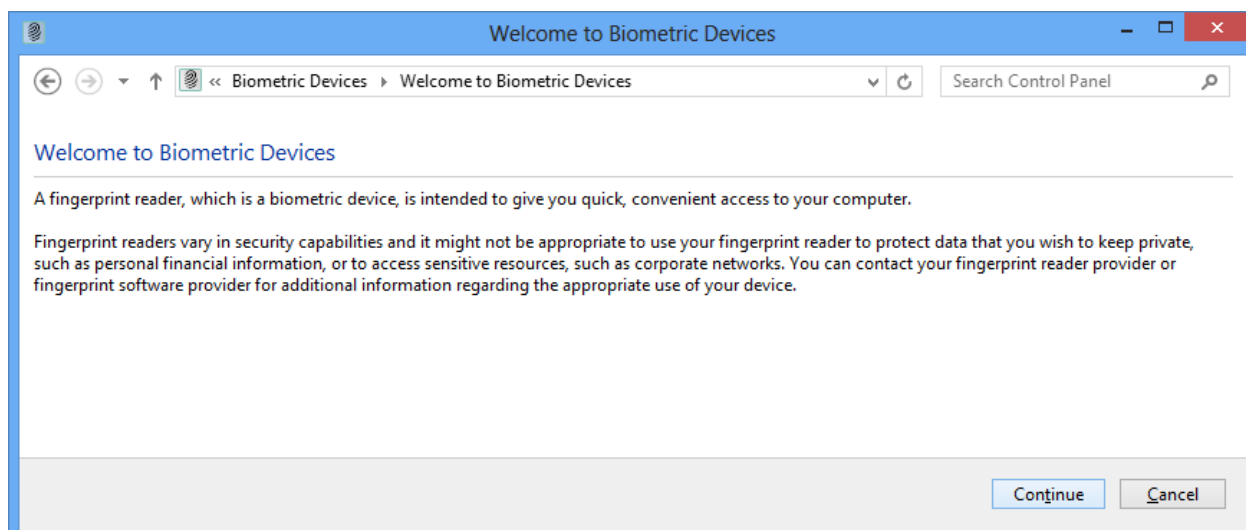 Welcome to Biometric Devices
« Biometric Devices Welcome to Biometric Devices Search Control Panel
Welcome to Biometric Devices
A fingerprint reader, which is a biometric device, is intended to give you quick, convenient access to your computer.
Fingerprint readers vary in security capabilities and it might not be appropriate to use your fingerprint reader to protect data that you wish to keep private,
such as personal financial information, or to access sensitive resources, such as corporate networks. You can contact your fingerprint reader provider or
fingerprint software provider for additional information regarding the appropriate use of your device.
Continue Cancel